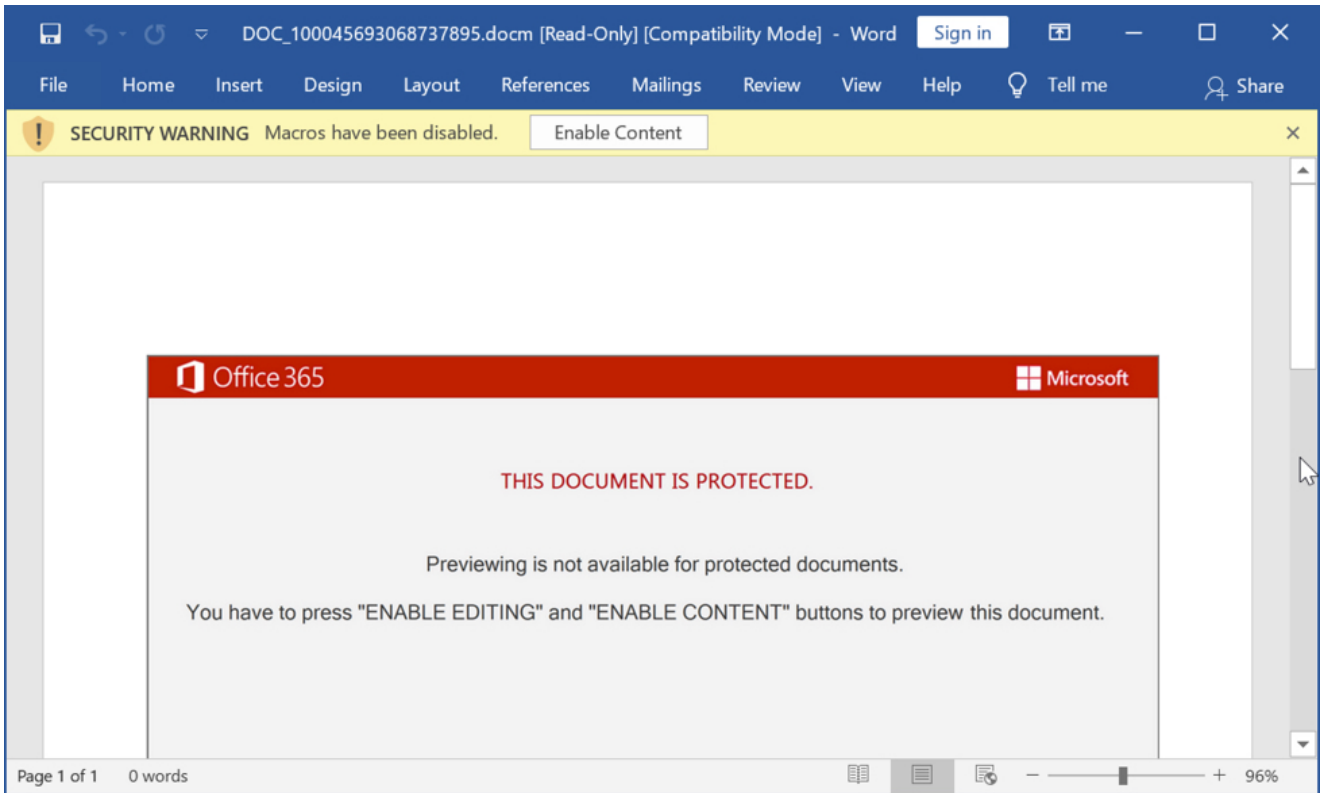 DOC_100045693068737895.docm [Read-Only] [Compatibility Mode] - Word Sign in
File Home Insert Design Layout References Mailings Review View Help Tell me Share
SECURITY WARNING Macros have been disabled. Enable Content
Office 365 Microsoft
THIS DOCUMENT IS PROTECTED.
Previewing is not available for protected documents.
You have to press "ENABLE EDITING" and "ENABLE CONTENT" buttons to preview this document.
Page 1 of 1 0 words 96%